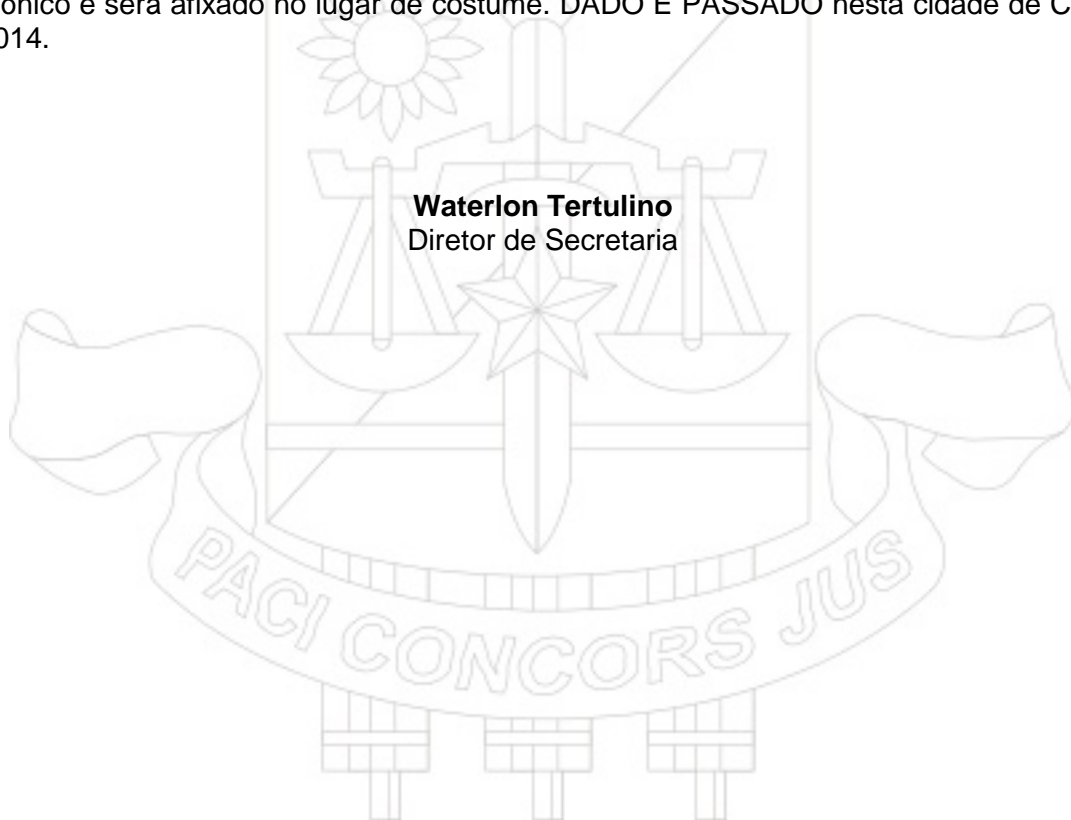 ônico e será afixado no lugar de costume. DADO E PASSADO nesta cidade de C
014.
Waterlon Tertulino
Diretor de Secretaria
PACI CONCORS JUS